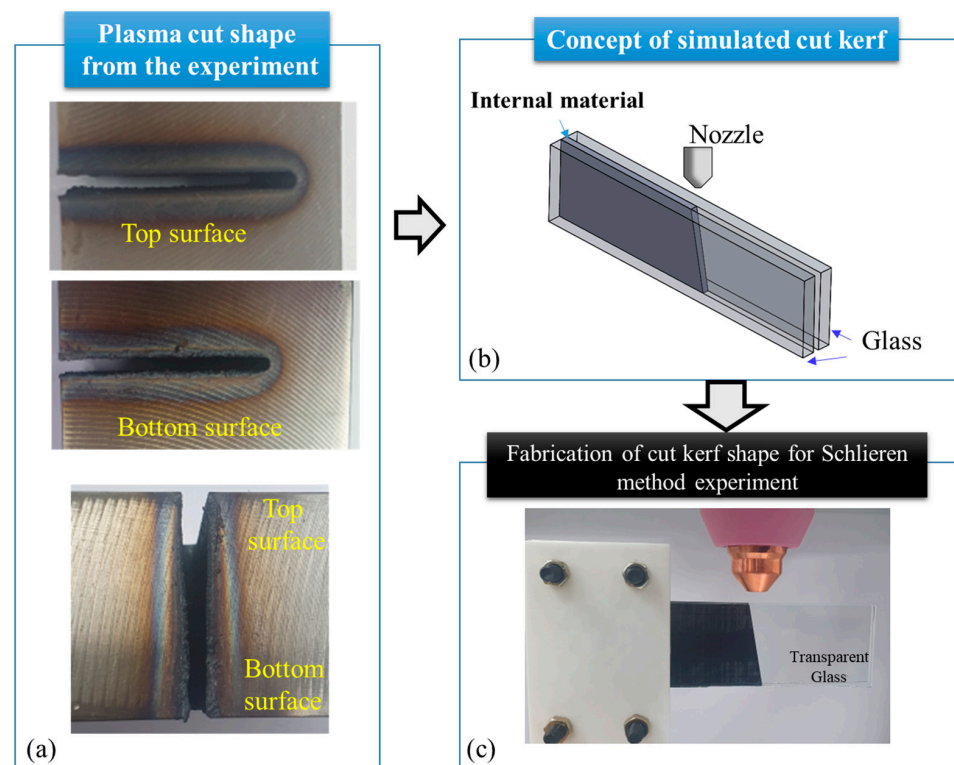 Plasma cut shape
from the experiment
Top surface
Bottom surface
Top
surface
Bottom
surface
(a)
Concept of simulated cut kerf
Internal material
Nozzle
Glass
(b)
Fabrication of cut kerf shape for Schlieren
method experiment
Transparent
Glass
(c)